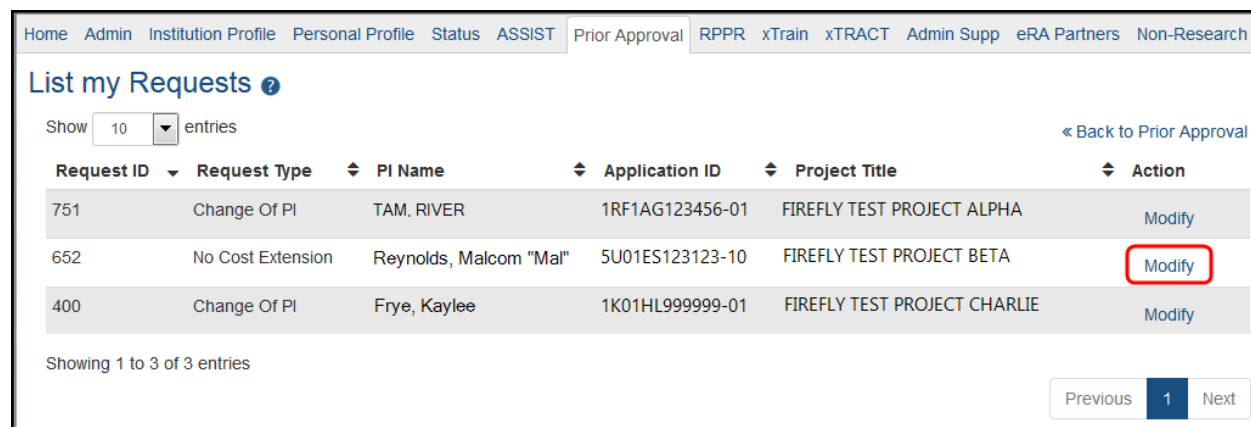 Home Admin Institution Profile Personal Profile Status ASSIST Prior Approval RPPR xTrain xTRACT Admin Supp eRA Partners Non-Research
List my Requests ?
Show 10 entries
« Back to Prior Approval
Request ID Request Type PI Name Application ID Project Title Action
751 Change Of PI TAM, RIVER 1RF1AG123456-01 FIREFLY TEST PROJECT ALPHA Modify
652 No Cost Extension Reynolds, Malcom "Mal" 5U01ES123123-10 FIREFLY TEST PROJECT BETA Modify
400 Change Of PI Frye, Kaylee 1K01HL999999-01 FIREFLY TEST PROJECT CHARLIE Modify
Showing 1 to 3 of 3 entries
Previous 1 Next